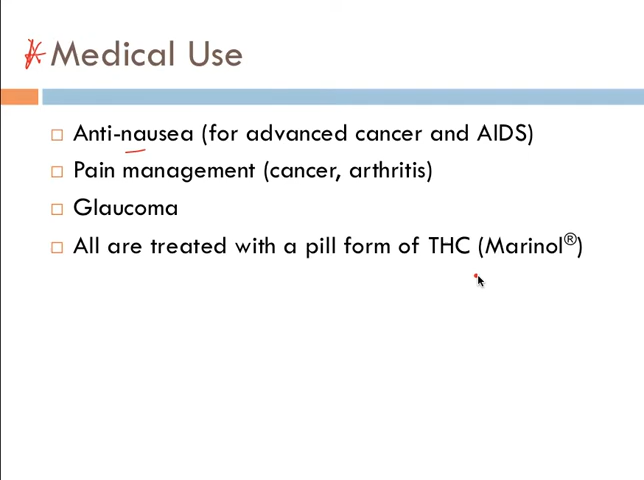 Medical Use
Anti-nausea (for advanced cancer and AIDS)
Pain management (cancer, arthritis)
Glaucoma
All are treated with a pill form of THC (Marinol®)